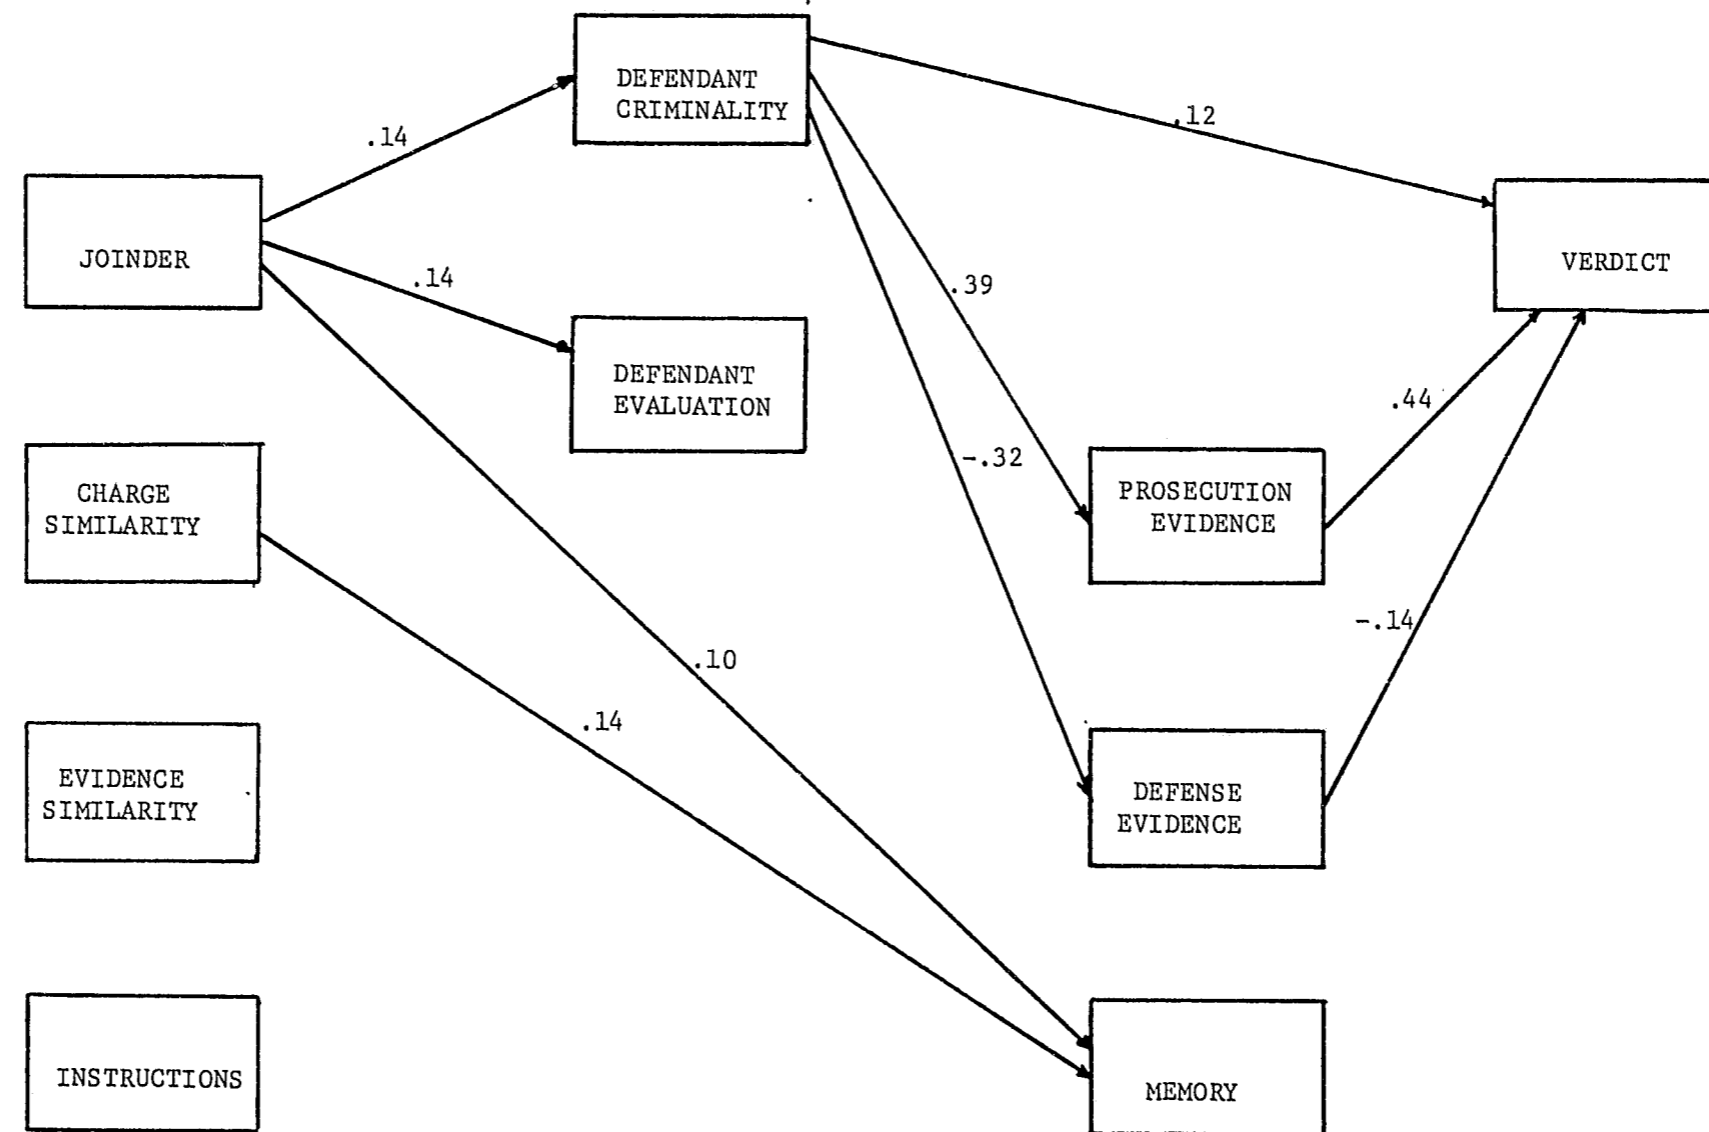 DEFENDANT
CRIMINALITY
.12
.14
JOINDER
VERDICT
.14
.39
DEFENDANT
EVALUATION
.44
-.32
CHARGE
SIMILARITY
PROSECUTION
EVIDENCE
-.14
.10
.14
EVIDENCE
SIMILARITY
DEFENSE
EVIDENCE
INSTRUCTIONS
MEMORY